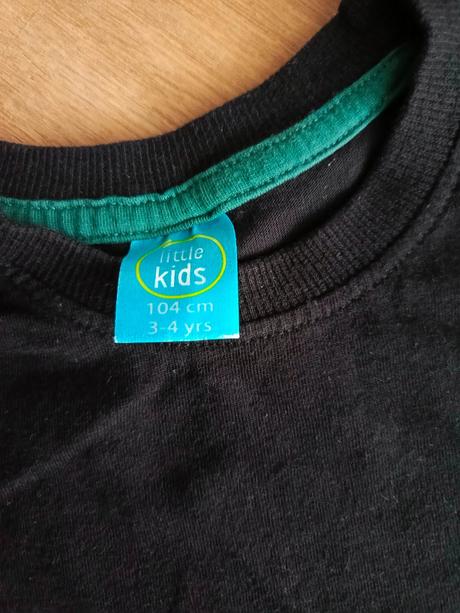 little
kids
104 cm
3-4 yrs